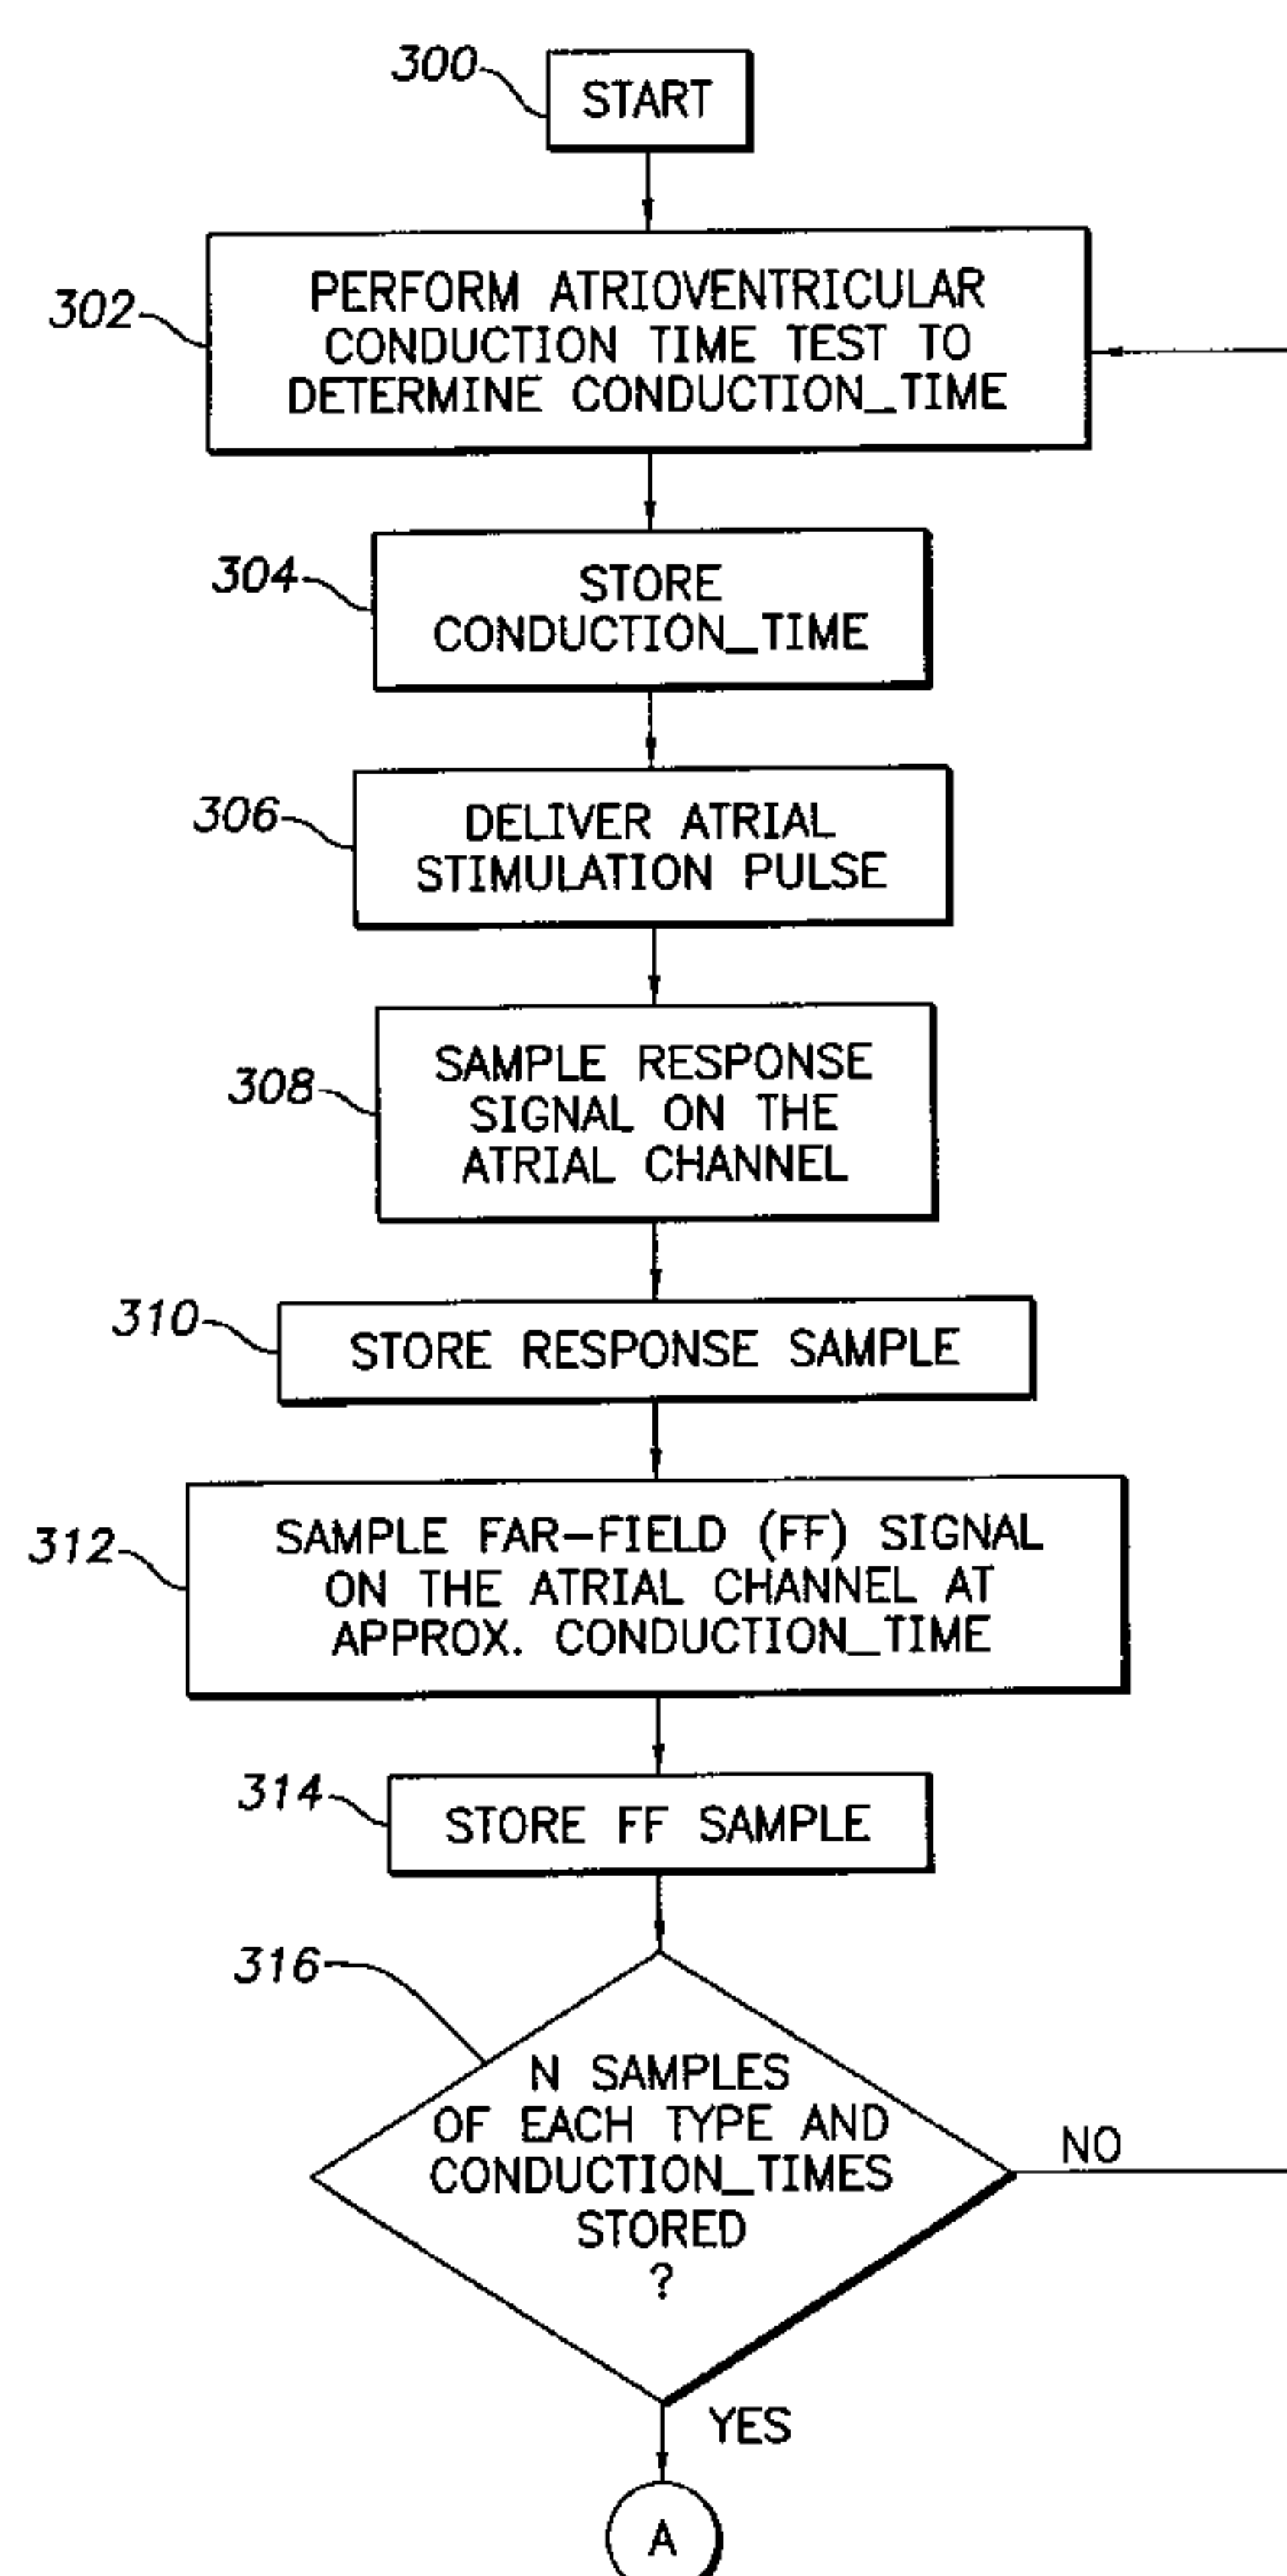 300
START
302
PERFORM ATRIOVENTRICULAR
CONDUCTION TIME TEST TO
DETERMINE CONDUCTION_TIME
304
STORE
CONDUCTION_TIME
306
DELIVER ATRIAL
STIMULATION PULSE
308
SAMPLE RESPONSE
SIGNAL ON THE
ATRIAL CHANNEL
310
STORE RESPONSE SAMPLE
312
SAMPLE FAR-FIELD (FF) SIGNAL
ON THE ATRIAL CHANNEL AT
APPROX. CONDUCTION_TIME
314
STORE FF SAMPLE
316
N SAMPLES
OF EACH TYPE AND
CONDUCTION_TIMES
STORED
?
NO
YES
A